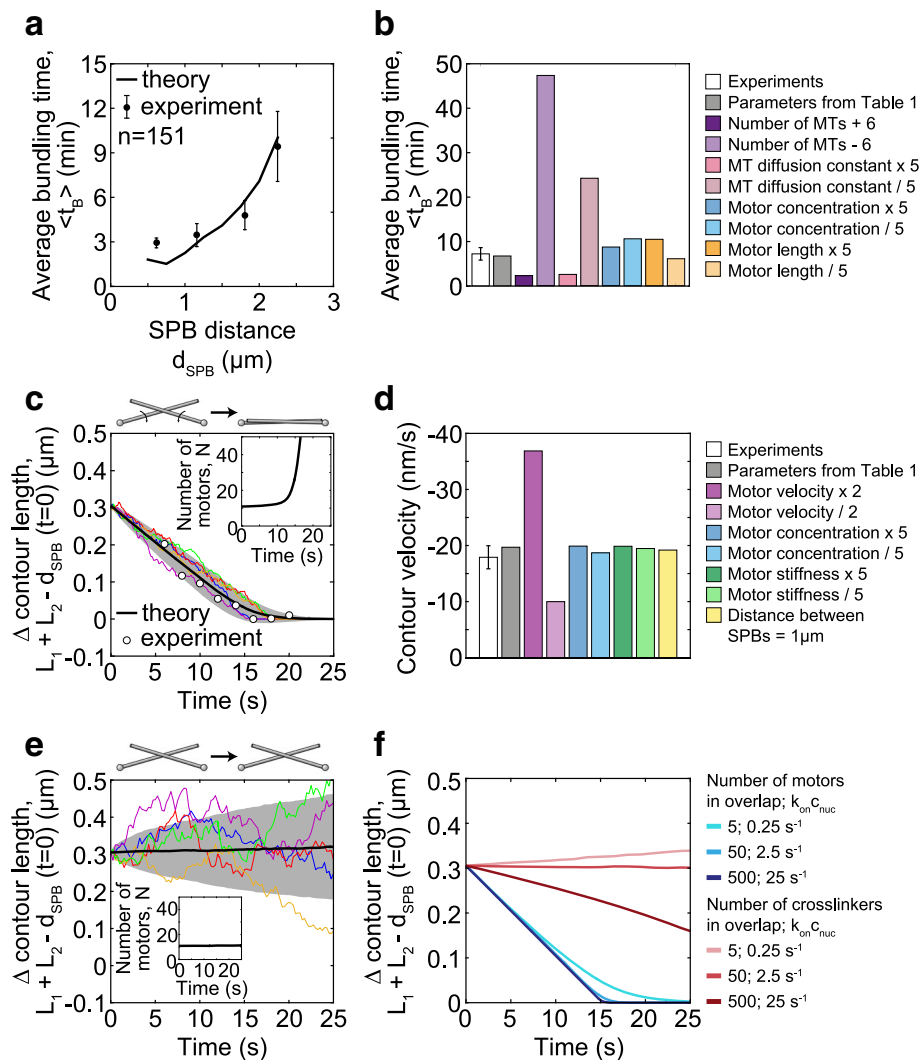 a
Average bundling time,
<t_B> (min)
15
12
9
6
3
0
theory
experiment
n=151
0
1
2
3
SPB distance
d_SPB (µm)
b
Average bundling time,
<t_B> (min)
50
40
30
20
10
0
Experiments
Parameters from Table 1
Number of MTs + 6
Number of MTs - 6
MT diffusion constant x 5
MT diffusion constant / 5
Motor concentration x 5
Motor concentration / 5
Motor length x 5
Motor length / 5
c
Δ contour length,
L_1 + L_2 - d_SPB (t=0) (µm)
0.5
0.4
0.3
0.2
0.1
0
-0.1
Number of
motors, N
40
20
0
0
10
20
Time (s)
theory
experiment
0
5
10
15
20
25
Time (s)
d
Contour velocity (nm/s)
-40
-30
-20
-10
0
Experiments
Parameters from Table 1
Motor velocity x 2
Motor velocity / 2
Motor concentration x 5
Motor concentration / 5
Motor stiffness x 5
Motor stiffness / 5
Distance between
SPBs = 1µm
e
Δ contour length,
L_1 + L_2 - d_SPB (t=0) (µm)
0.5
0.4
0.3
0.2
0.1
0
-0.1
Number of
motors, N
40
20
0
0
10
20
Time (s)
0
5
10
15
20
25
Time (s)
f
Δ contour length,
L_1 + L_2 - d_SPB (t=0) (µm)
0.5
0.4
0.3
0.2
0.1
0
0
5
10
15
20
25
Time (s)
Number of motors
in overlap; k_on c_nuc
5; 0.25 s⁻¹
50; 2.5 s⁻¹
500; 25 s⁻¹
Number of crosslinkers
in overlap; k_on c_nuc
5; 0.25 s⁻¹
50; 2.5 s⁻¹
500; 25 s⁻¹